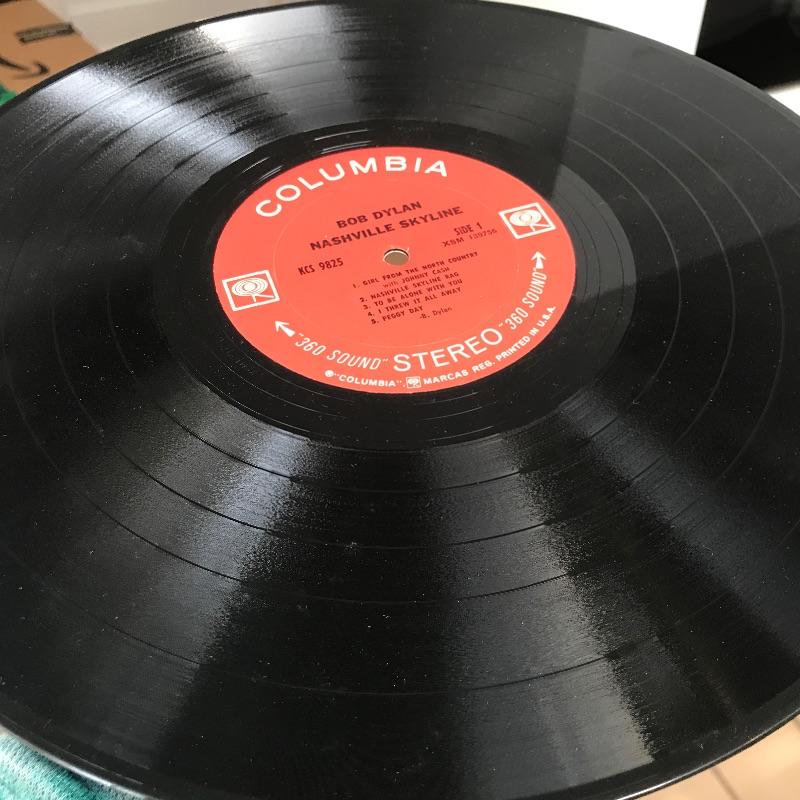 COLUMBIA
BOB DYLAN
NASHVILLE SKYLINE
KCS 9825
SIDE 1
XSM 139756
1. GIRL FROM THE NORTH COUNTRY
with JOHNNY CASH
2. NASHVILLE SKYLINE RAG
3. TO BE ALONE WITH YOU
4. I THREW IT ALL AWAY
5. PEGGY DAY
-B. Dylan
"360 SOUND" STEREO "360 SOUND"
®"COLUMBIA", MARCAS REG. PRINTED IN U.S.A.